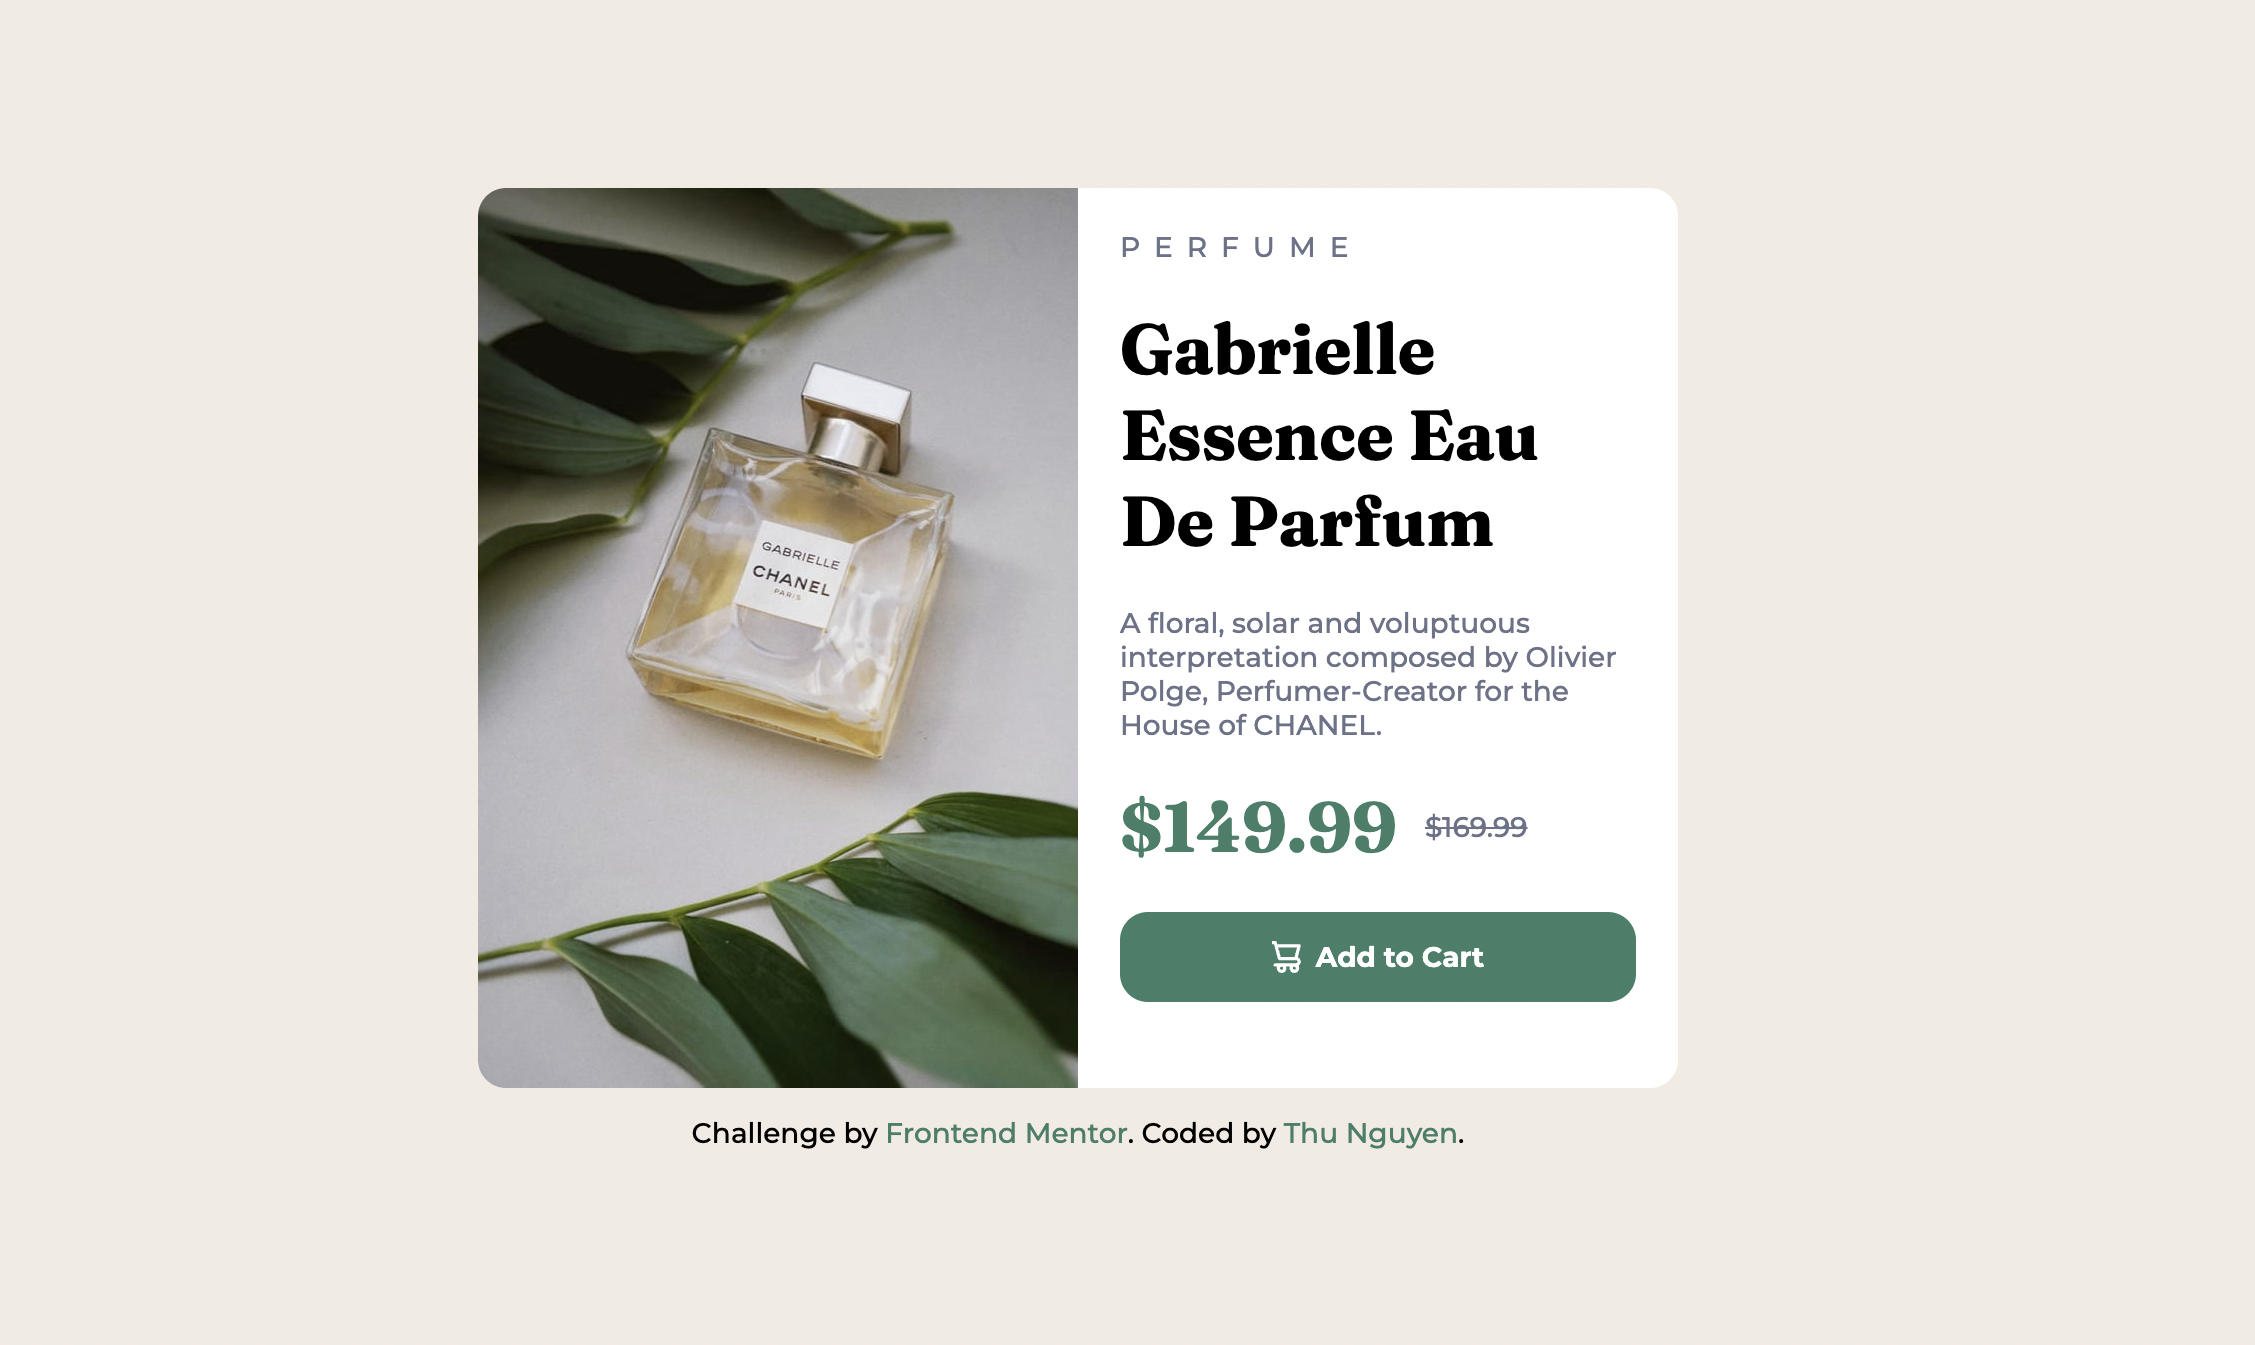 GABRIELLE
CHANEL
PARIS
PERFUME
Gabrielle
Essence Eau
De Parfum
A floral, solar and voluptuous
interpretation composed by Olivier
Polge, Perfumer-Creator for the
House of CHANEL.
$149.99 $169.99
Add to Cart
Challenge by Frontend Mentor. Coded by Thu Nguyen.